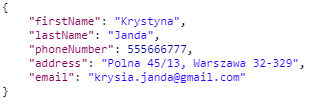 {
"firstName": "Krystyna",
"lastName": "Janda",
"phoneNumber": 555666777,
"address": "Polna 45/13, Warszawa 32-329",
"email": "krysia.janda@gmail.com"
}